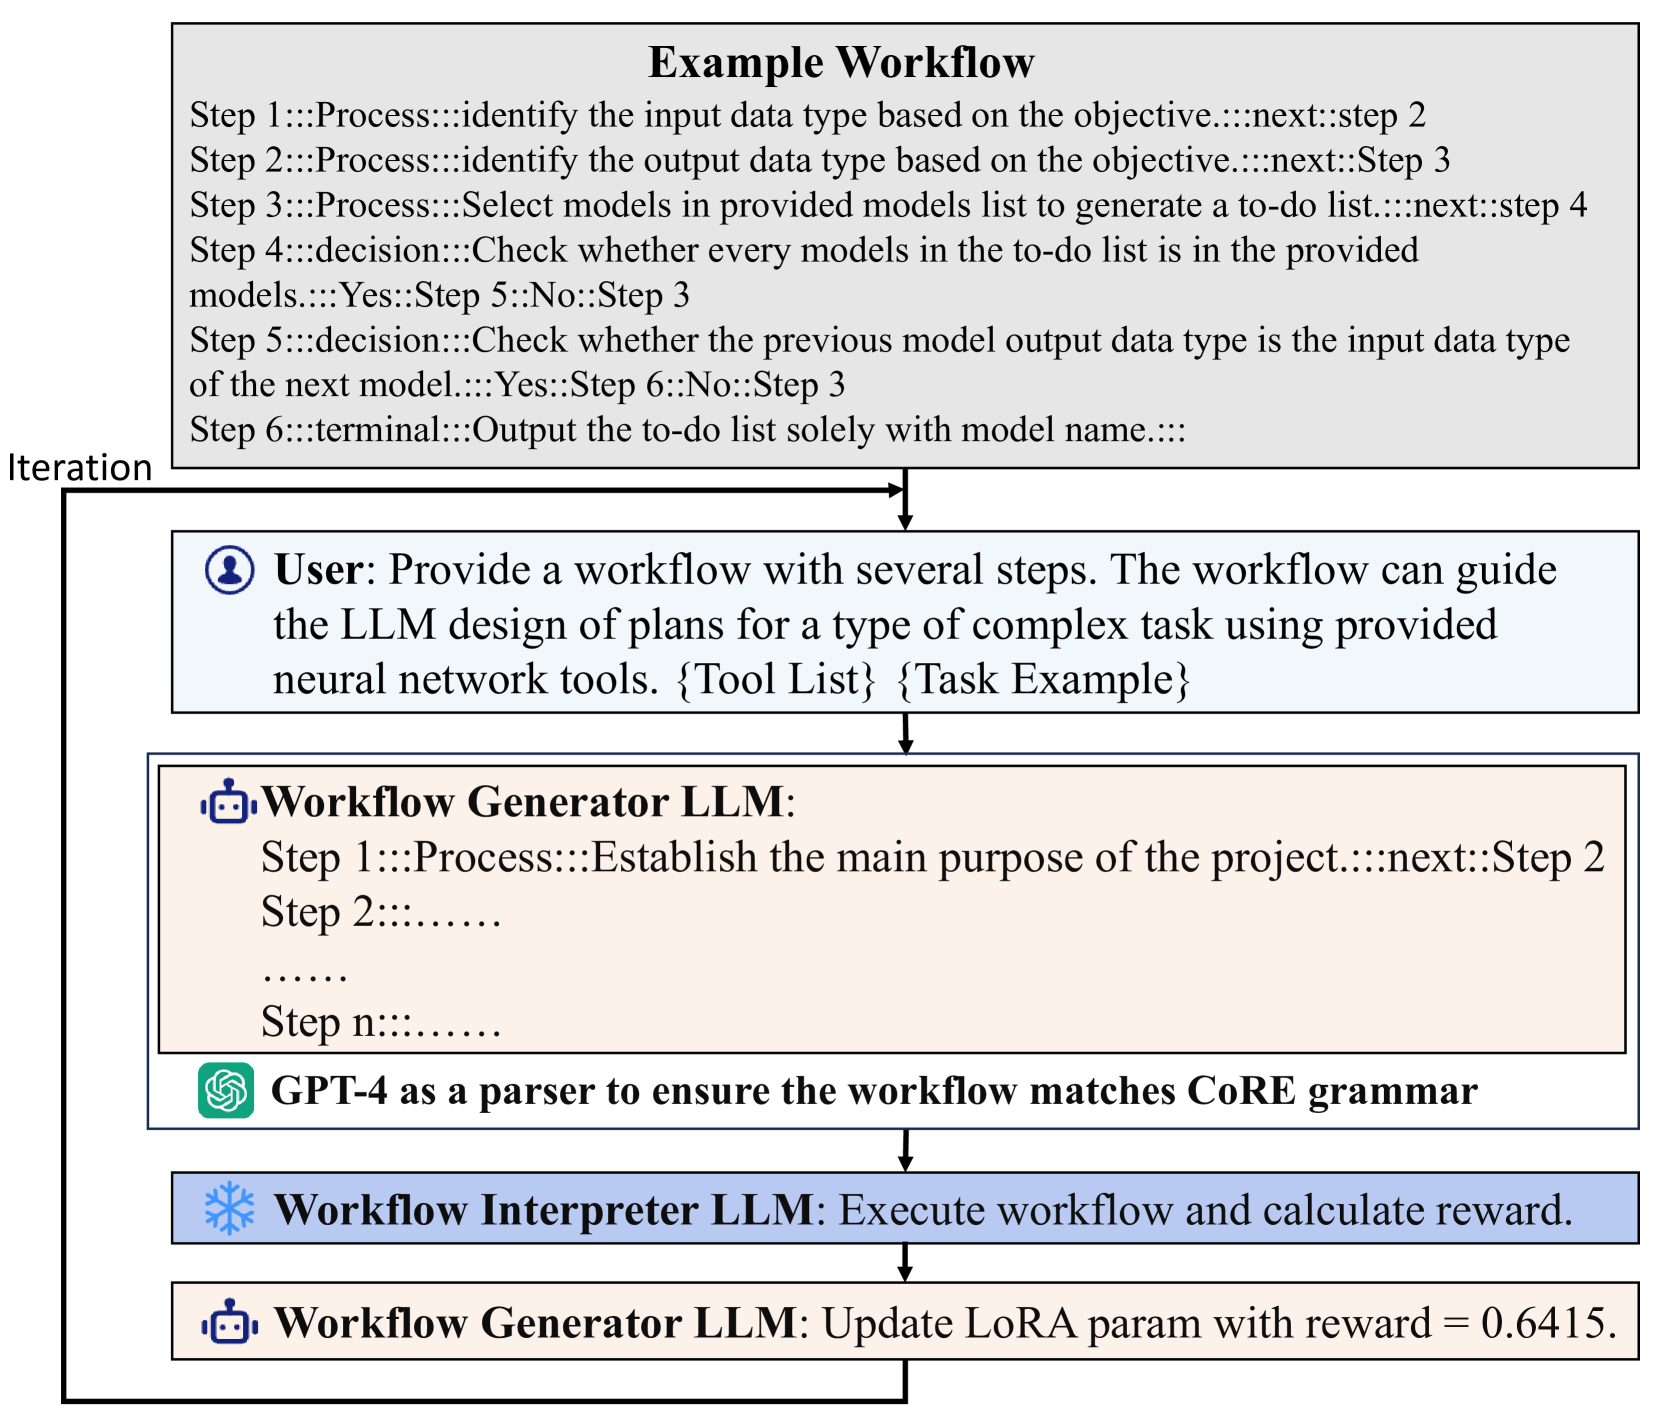 Example Workflow
Step 1:::Process:::identify the input data type based on the objective.:::next::step 2
Step 2:::Process:::identify the output data type based on the objective.:::next::Step 3
Step 3:::Process:::Select models in provided models list to generate a to-do list.:::next::step 4
Step 4:::decision:::Check whether every models in the to-do list is in the provided
models.:::Yes::Step 5::No::Step 3
Step 5:::decision:::Check whether the previous model output data type is the input data type
of the next model.:::Yes::Step 6::No::Step 3
Step 6:::terminal:::Output the to-do list solely with model name.:::
Iteration
User: Provide a workflow with several steps. The workflow can guide
the LLM design of plans for a type of complex task using provided
neural network tools. {Tool List} {Task Example}
Workflow Generator LLM:
Step 1:::Process:::Establish the main purpose of the project.:::next::Step 2
Step 2:::……
……
Step n:::……
GPT-4 as a parser to ensure the workflow matches CoRE grammar
Workflow Interpreter LLM: Execute workflow and calculate reward.
Workflow Generator LLM: Update LoRA param with reward = 0.6415.